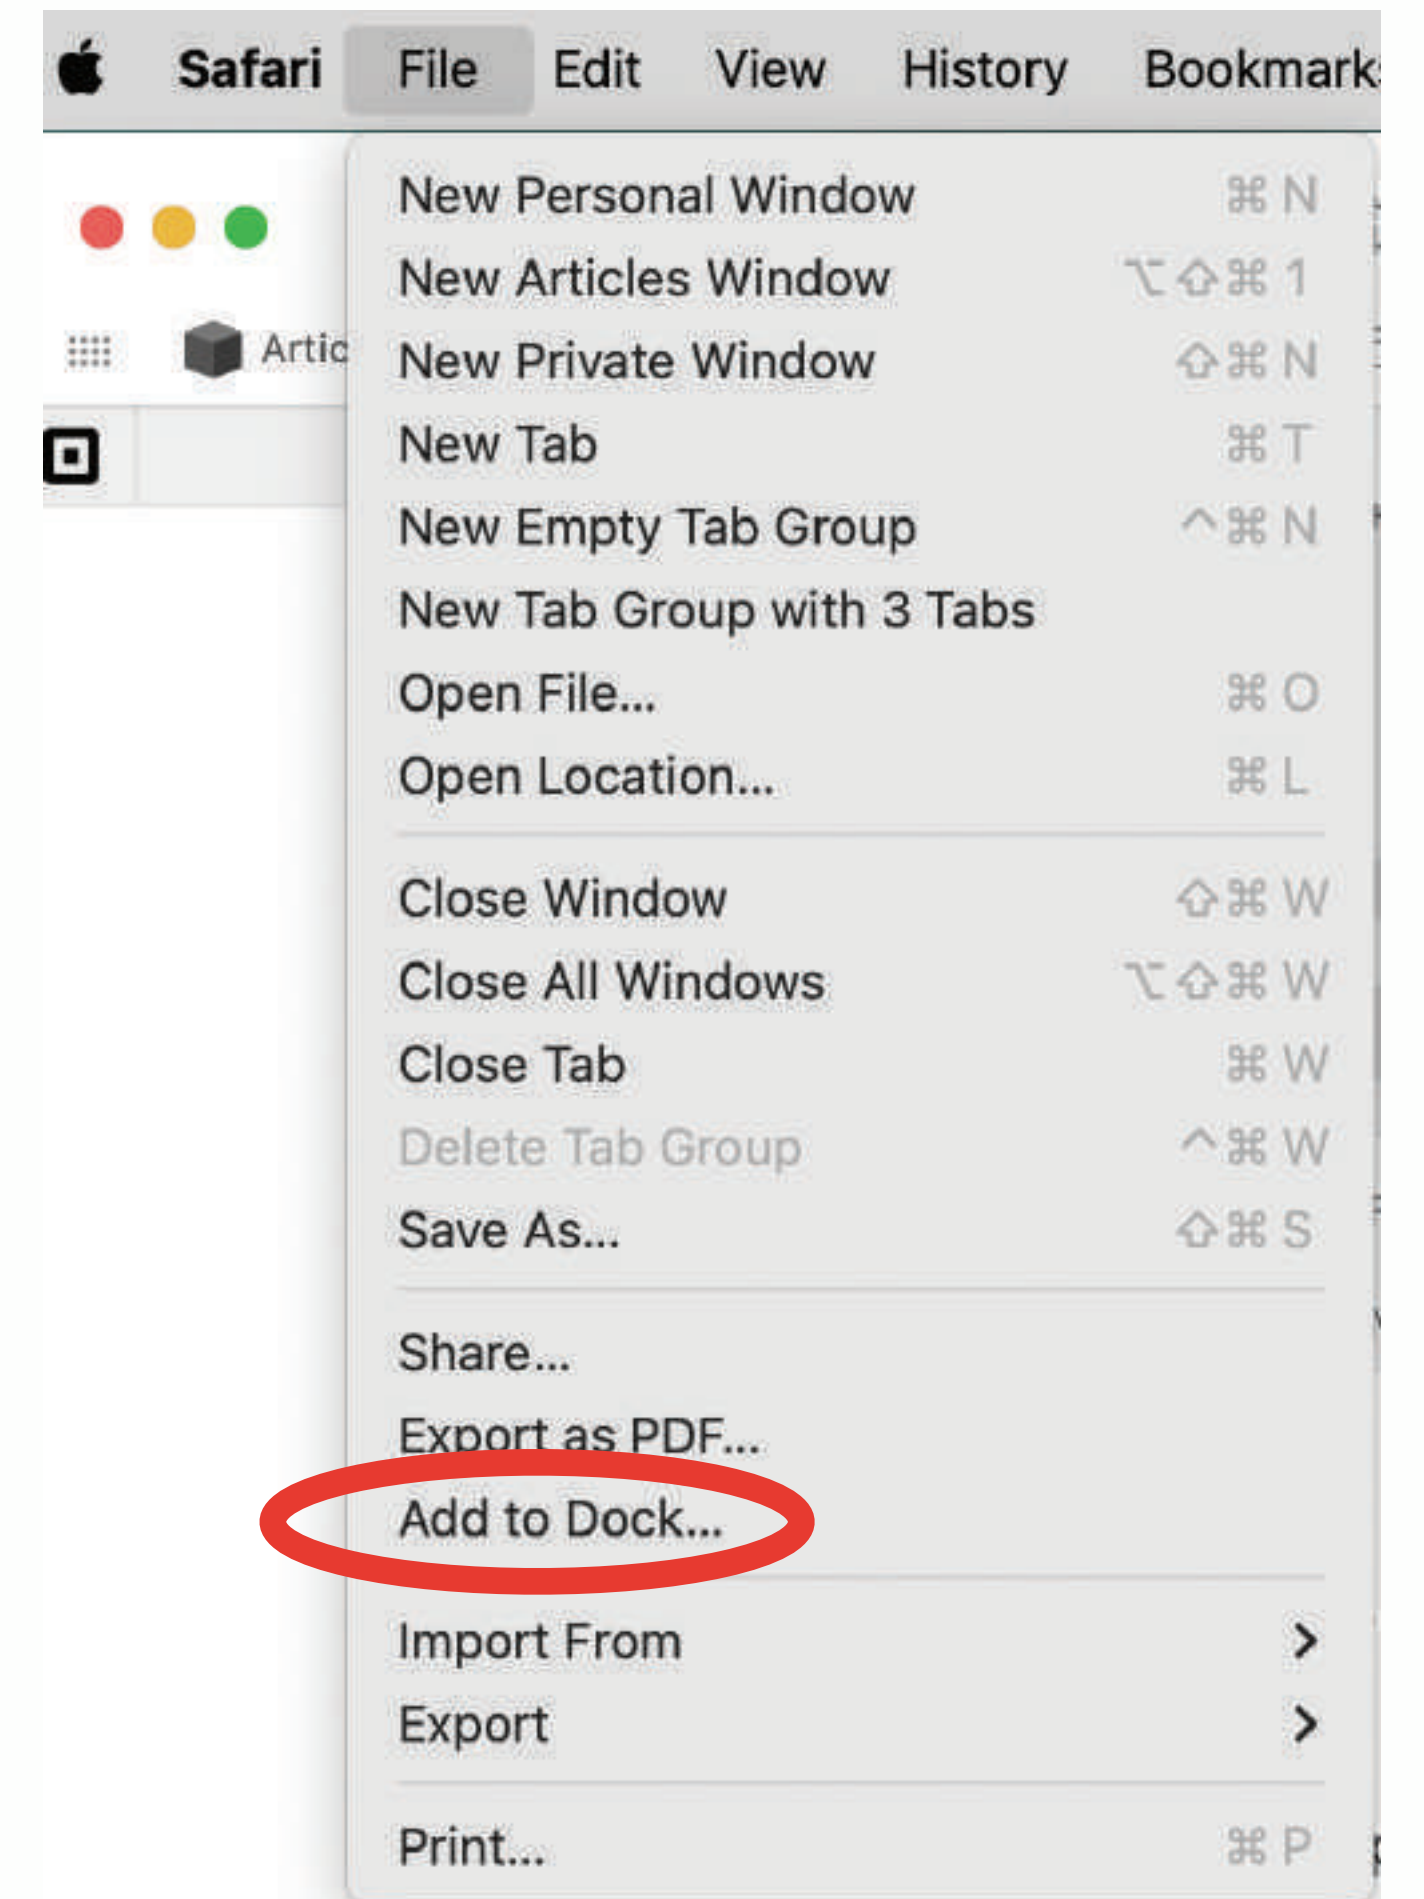 Safari File Edit View History Bookmarks
Artic
New Personal Window ⌘ N
New Articles Window ⌥⇧⌘ 1
New Private Window ⇧⌘ N
New Tab ⌘ T
New Empty Tab Group ^⌘ N
New Tab Group with 3 Tabs
Open File... ⌘ O
Open Location... ⌘ L
Close Window ⇧⌘ W
Close All Windows ⌥⇧⌘ W
Close Tab ⌘ W
Delete Tab Group ^⌘ W
Save As... ⇧⌘ S
Share...
Export as PDF...
Add to Dock...
Import From >
Export >
Print... ⌘ P